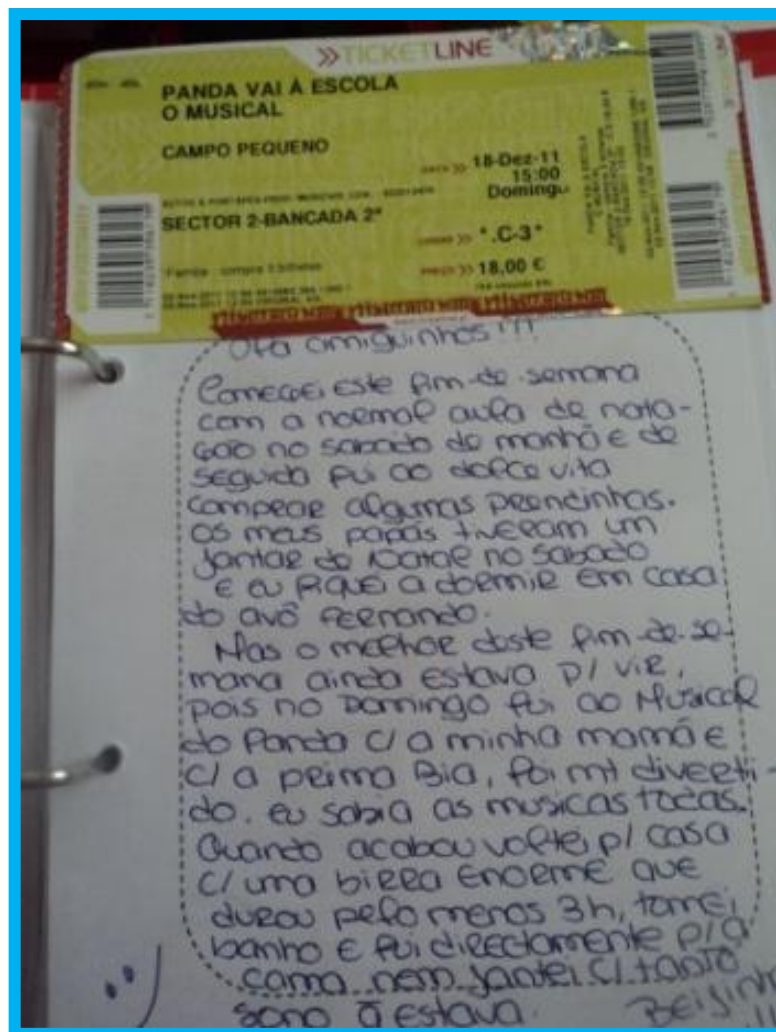 TICKETLINE
PANDA VAI À ESCOLA
O MUSICAL
CAMPO PEQUENO
DATA >> 18-Dez-11
15:00
Domingo
SECTOR 2-BANCADA 2ª
*.C-3*
PREÇO >> 18,00 €
Olá amiguinhos!!!
Comecei este fim-de-semana
com a normal aula de nata-
ção no sabado de manhã e de
seguida fui ao dolce vita
comprar algumas prendinhas.
Os meus papás tiveram um
jantar de Natal no sabado
e eu fiquei a dormir em casa
do avô Fernando.
Mas o melhor deste fim-de-se-
mana ainda estava p/ vir,
pois no Domingo fui ao Musical
do Panda c/ a minha mamã e
c/ a prima Bia, foi mt diverti-
do. eu sabia as musicas todas.
Quando acabou voltei p/ casa
c/ uma birra enorme que
durou pelo menos 3h, tomei
banho e fui directamente p/ a
cama nem jantei c/ tanto
sono q estava.